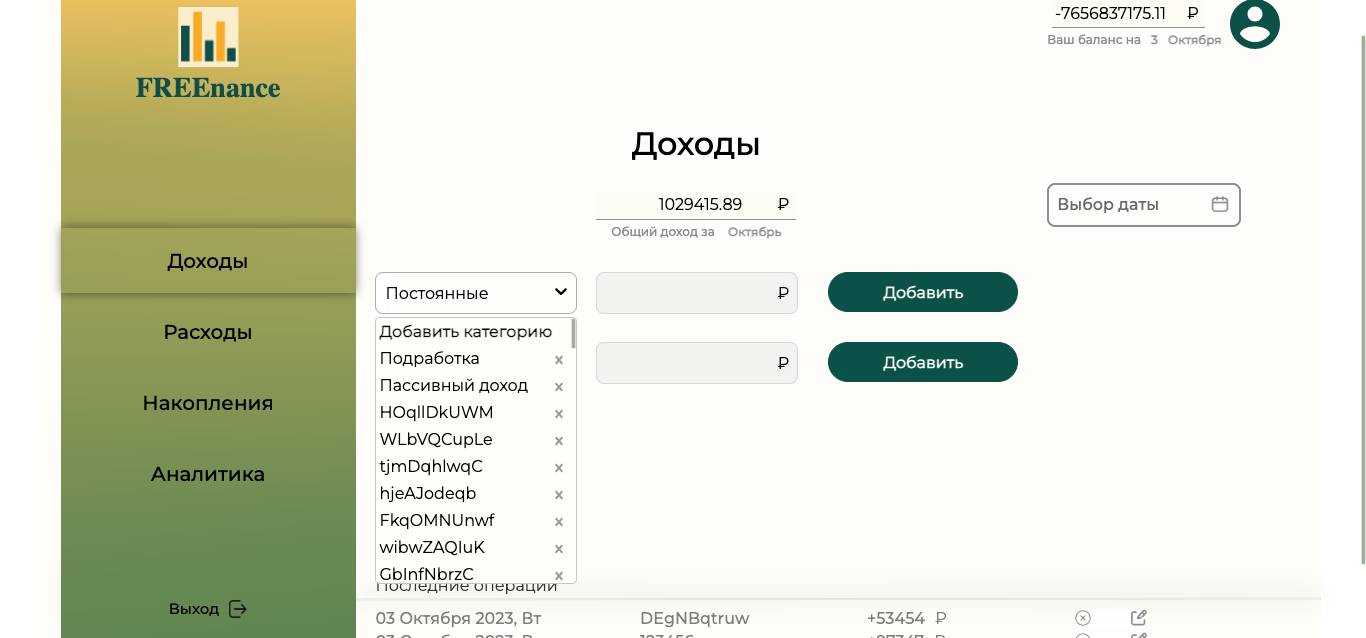 -7656837175.11 ₽
Ваш баланс на 3 Октября
FREEnance
Доходы
1029415.89 ₽
Общий доход за Октябрь
Выбор даты
Доходы
Расходы
Накопления
Аналитика
Выход
Постоянные
₽
Добавить
Добавить категорию
Подработка x
Пассивный доход x
HOqllDkUWM x
WLbVQCupLe x
tjmDqhlwqC x
hjeAJodeqb x
FkqOMNUnwf x
wibwZAQIuK x
GbInfNbrzC x
₽
Добавить
Последние операции
03 Октября 2023, Вт DEgNBqtruw +53454 ₽